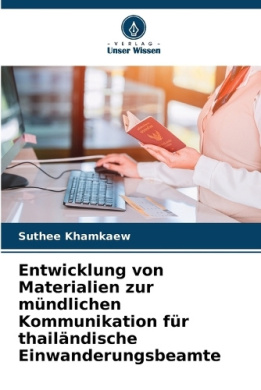 VERLAG
Unser Wissen
Suthee Khamkaew
Entwicklung von
Materialien zur
mündlichen
Kommunikation für
thailändische
Einwanderungsbeamte